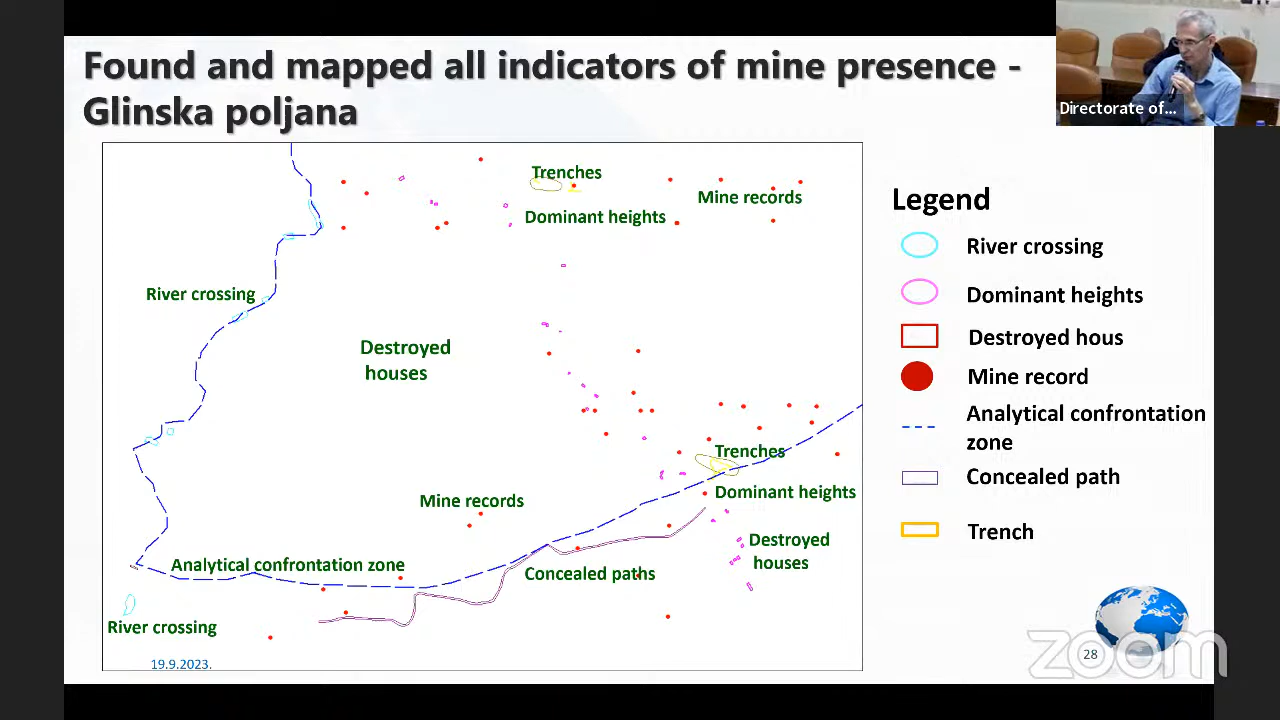 Found and mapped all indicators of mine presence -
Glinska poljana
Directorate of...
Trenches
Mine records
Dominant heights
River crossing
Destroyed
houses
Trenches
Mine records
Dominant heights
Destroyed
houses
Analytical confrontation zone
Concealed paths
River crossing
19.9.2023.
Legend
River crossing
Dominant heights
Destroyed hous
Mine record
Analytical confrontation
zone
Concealed path
Trench
28
zoom